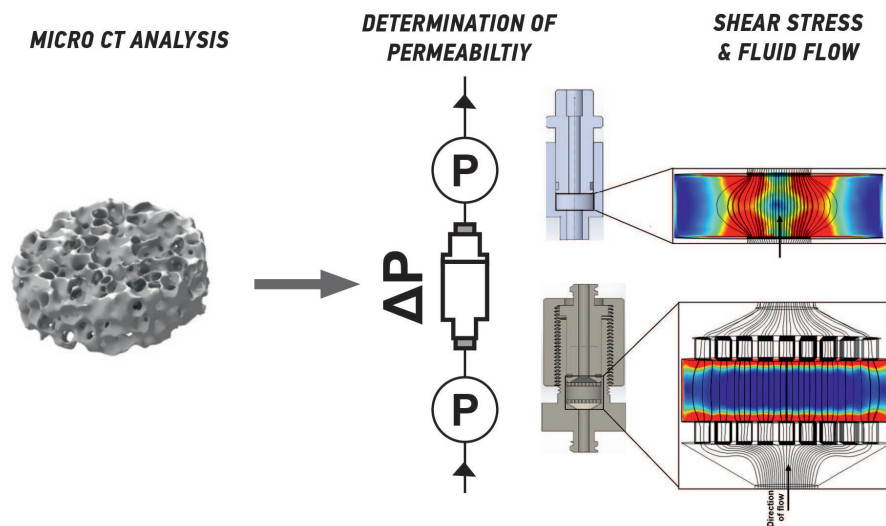 MICRO CT ANALYSIS
DETERMINATION OF
PERMEABILTIY
SHEAR STRESS
& FLUID FLOW
P
ΔP
P
Direction
of flow